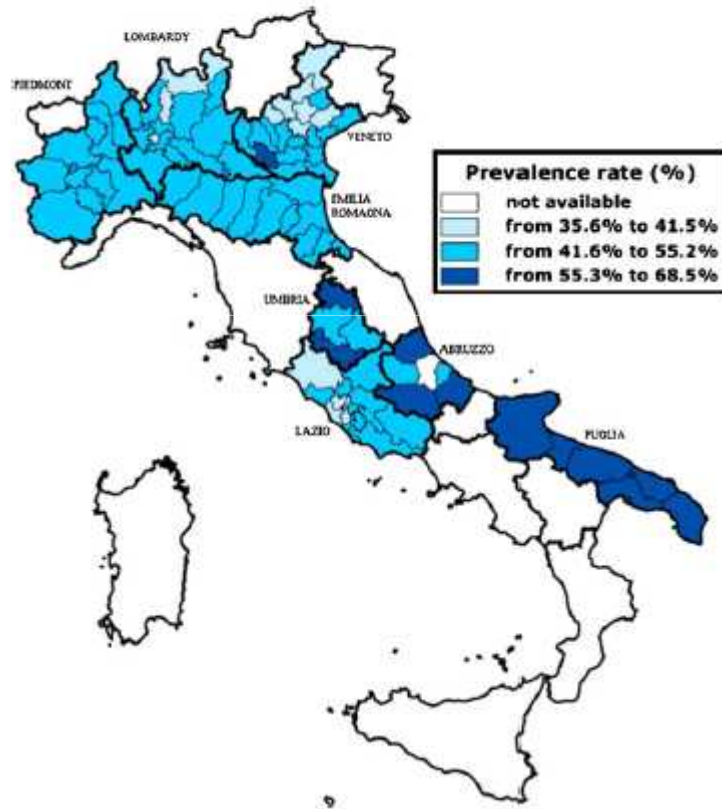 LOMBARDY
PIEDMONT
VENETO
Prevalence rate (%)
not available
from 35.6% to 41.5%
from 41.6% to 55.2%
from 55.3% to 68.5%
EMILIA
ROMAGNA
UMBRIA
ABRUZZO
LAZIO
PUGLIA